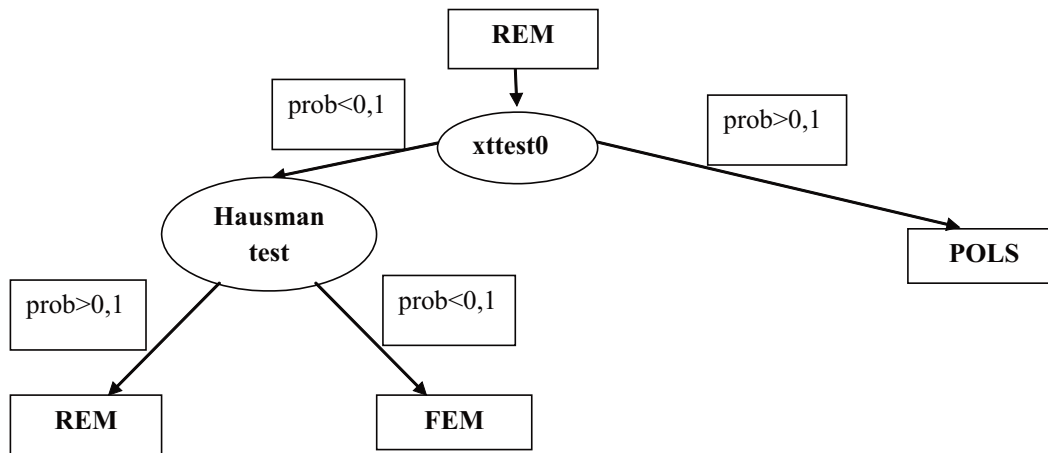 REM
prob<0,1
prob>0,1
xttest0
Hausman
test
POLS
prob>0,1
prob<0,1
REM
FEM